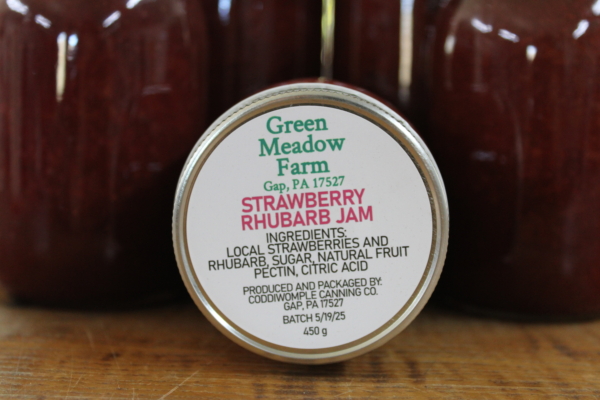 Green
Meadow
Farm
Gap, PA 17527
STRAWBERRY
RHUBARB JAM
INGREDIENTS:
LOCAL STRAWBERRIES AND
RHUBARB, SUGAR, NATURAL FRUIT
PECTIN, CITRIC ACID
PRODUCED AND PACKAGED BY:
CODDIWOMPLE CANNING CO.
GAP, PA 17527
BATCH 5/19/25
450 g